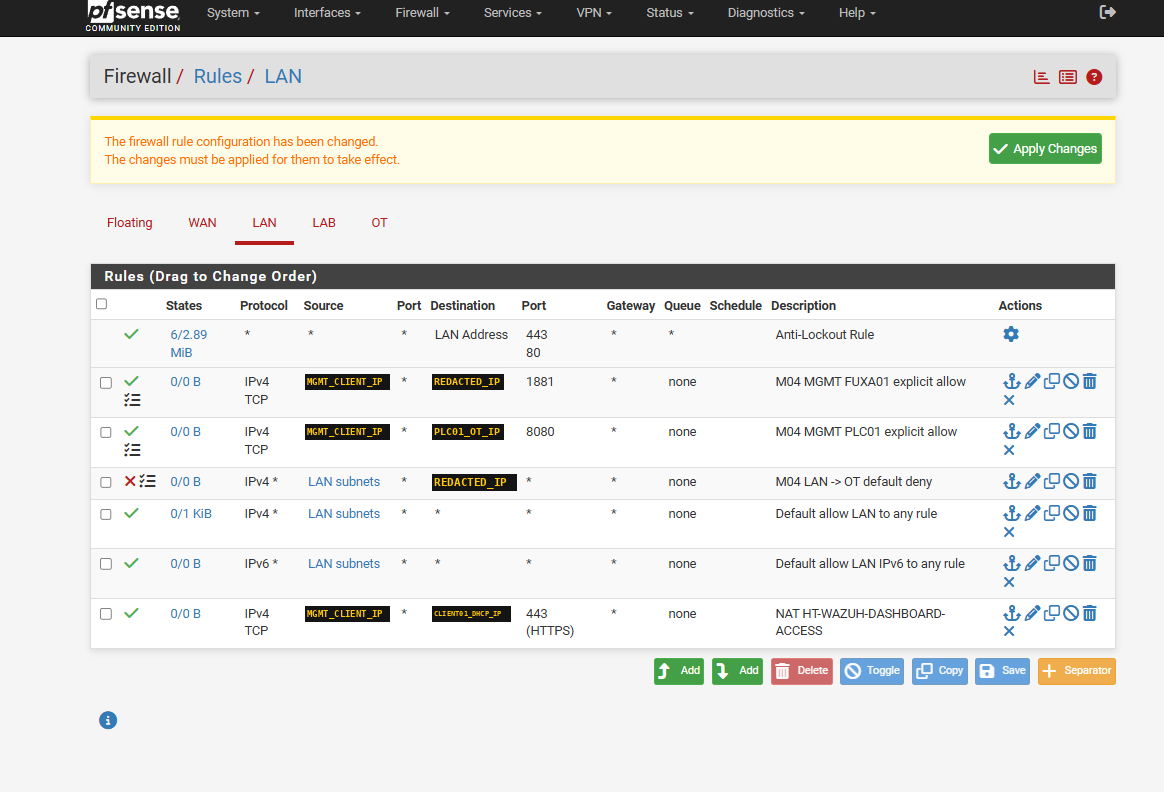 pfsense
COMMUNITY EDITION
System Interfaces Firewall Services VPN Status Diagnostics Help
Firewall / Rules / LAN
The firewall rule configuration has been changed.
The changes must be applied for them to take effect.
Apply Changes
Floating WAN LAN LAB OT
Rules (Drag to Change Order)
States Protocol Source Port Destination Port Gateway Queue Schedule Description Actions
6/2.89 * * * LAN Address 443 * * Anti-Lockout Rule
MiB 80
0/0 B IPv4 MGMT_CLIENT_IP * REDACTED_IP 1881 * none M04 MGMT FUXA01 explicit allow
TCP
0/0 B IPv4 MGMT_CLIENT_IP * PLC01_OT_IP 8080 * none M04 MGMT PLC01 explicit allow
TCP
0/0 B IPv4 * LAN subnets * REDACTED_IP * * none M04 LAN -> OT default deny
0/1 KiB IPv4 * LAN subnets * * * * none Default allow LAN to any rule
0/0 B IPv6 * LAN subnets * * * * none Default allow LAN IPv6 to any rule
0/0 B IPv4 MGMT_CLIENT_IP * CLIENT01_DHCP_IP 443 * none NAT HT-WAZUH-DASHBOARD-
TCP (HTTPS) ACCESS
Add Add Delete Toggle Copy Save Separator